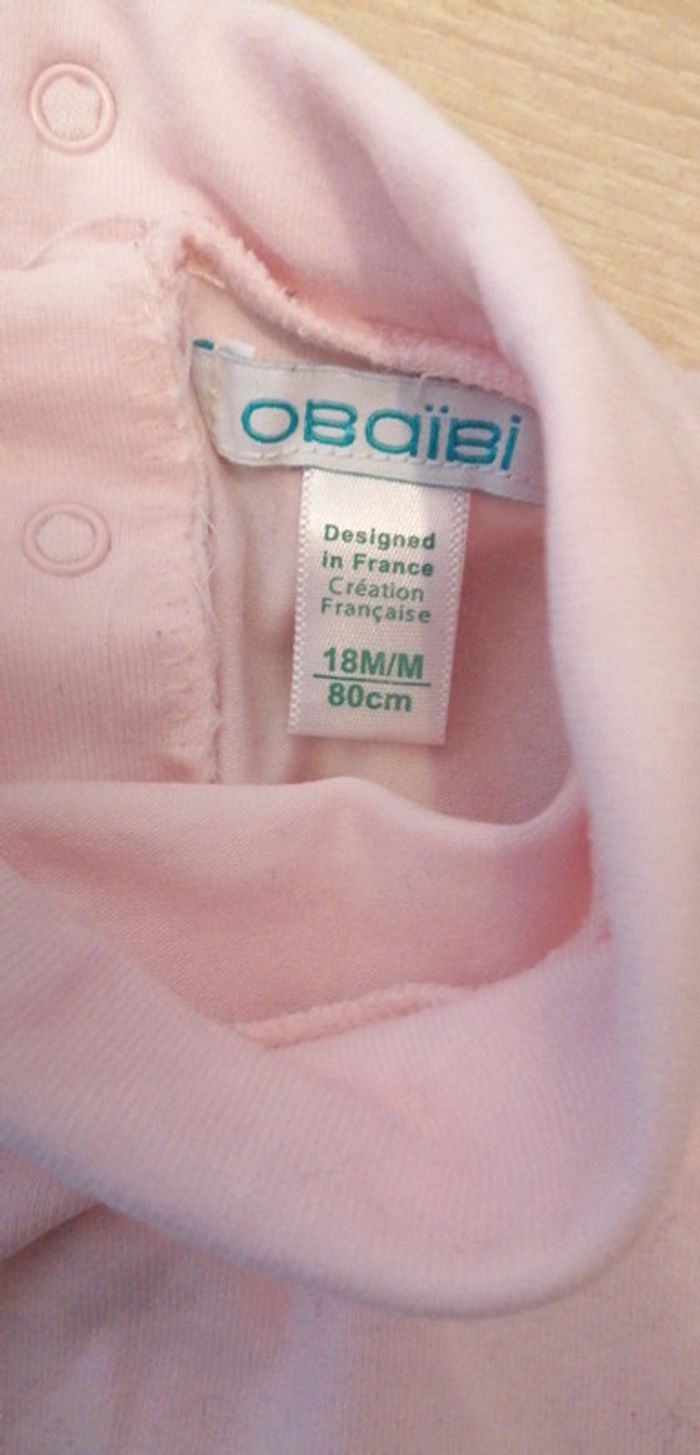 OBaïBi
Designed
in France
Création
Française
18M/M
80cm